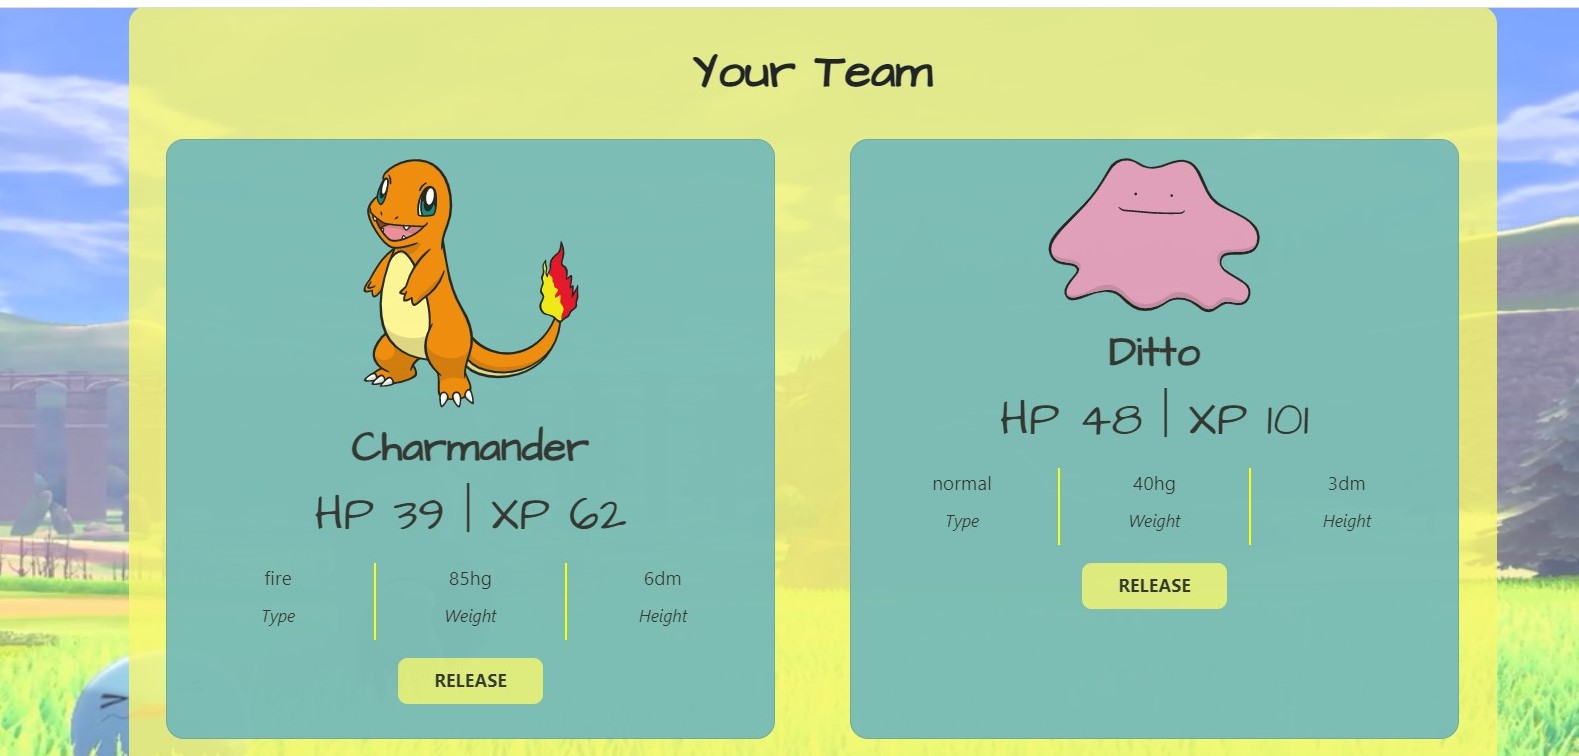 Your Team
Charmander
HP 39 | XP 62
fire
Type
85hg
Weight
6dm
Height
RELEASE
Ditto
HP 48 | XP 101
normal
Type
40hg
Weight
3dm
Height
RELEASE